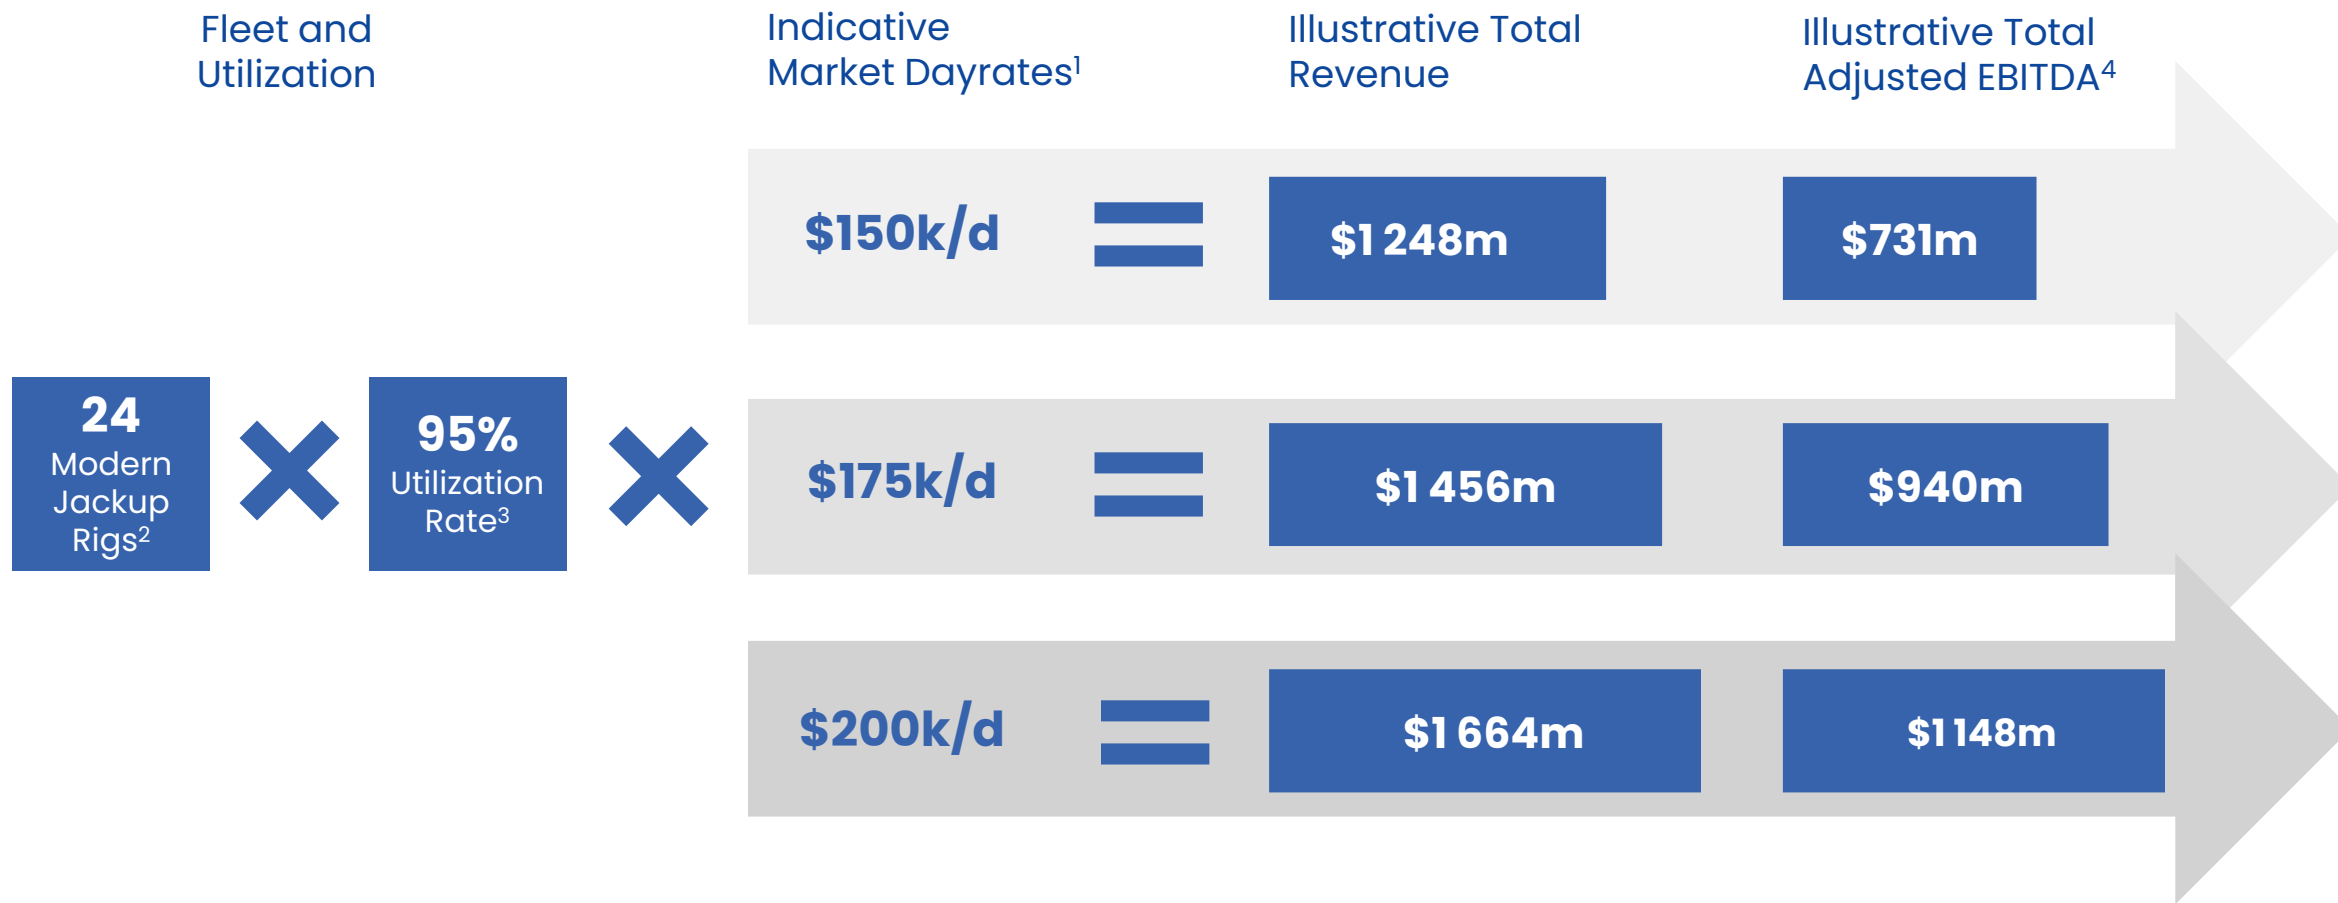 Fleet and
Utilization
Indicative
Market Dayrates¹
Illustrative Total
Revenue
Illustrative Total
Adjusted EBITDA⁴
$150k/d
$1 248m
$731m
24
Modern
Jackup
Rigs²
95%
Utilization
Rate³
$175k/d
$1 456m
$940m
$200k/d
$1 664m
$1 148m